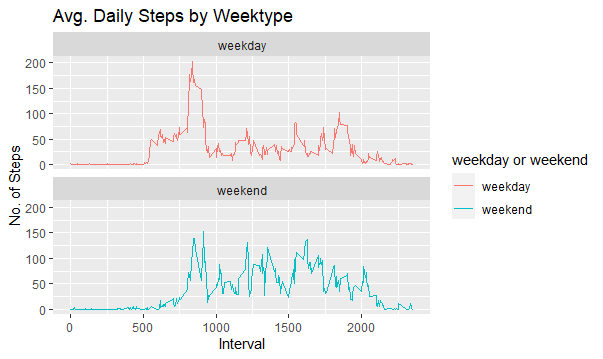 Avg. Daily Steps by Weektype
weekday
200
150
100
50
0
weekend
200
150
100
50
0
No. of Steps
0 500 1000 1500 2000
Interval
weekday or weekend
weekday
weekend